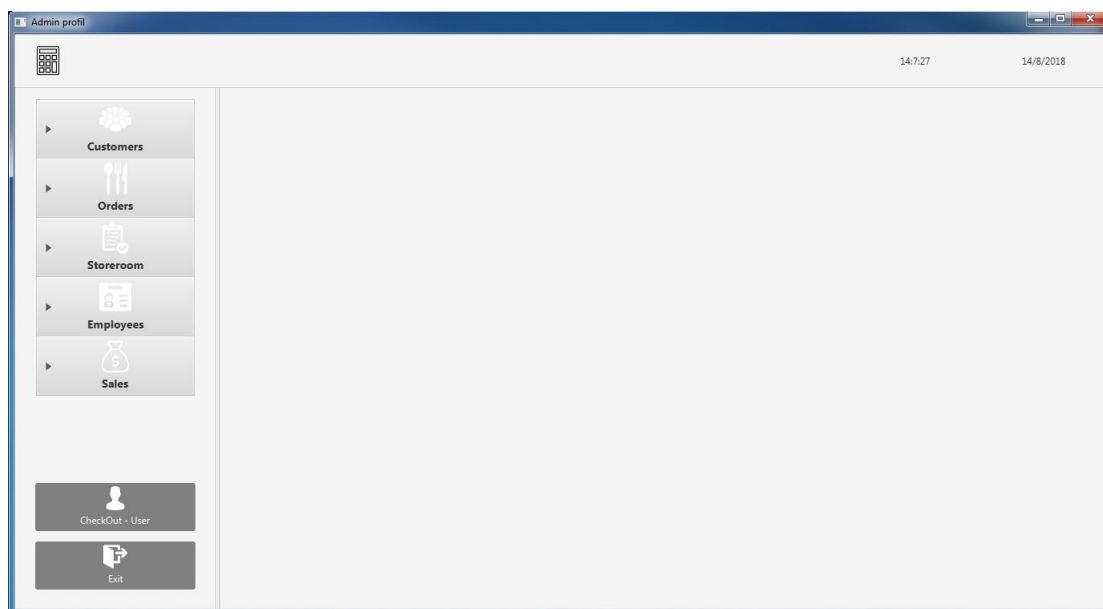 Admin profil
14:7:27
14/8/2018
Customers
Orders
Storeroom
Employees
$
Sales
CheckOut - User
Exit